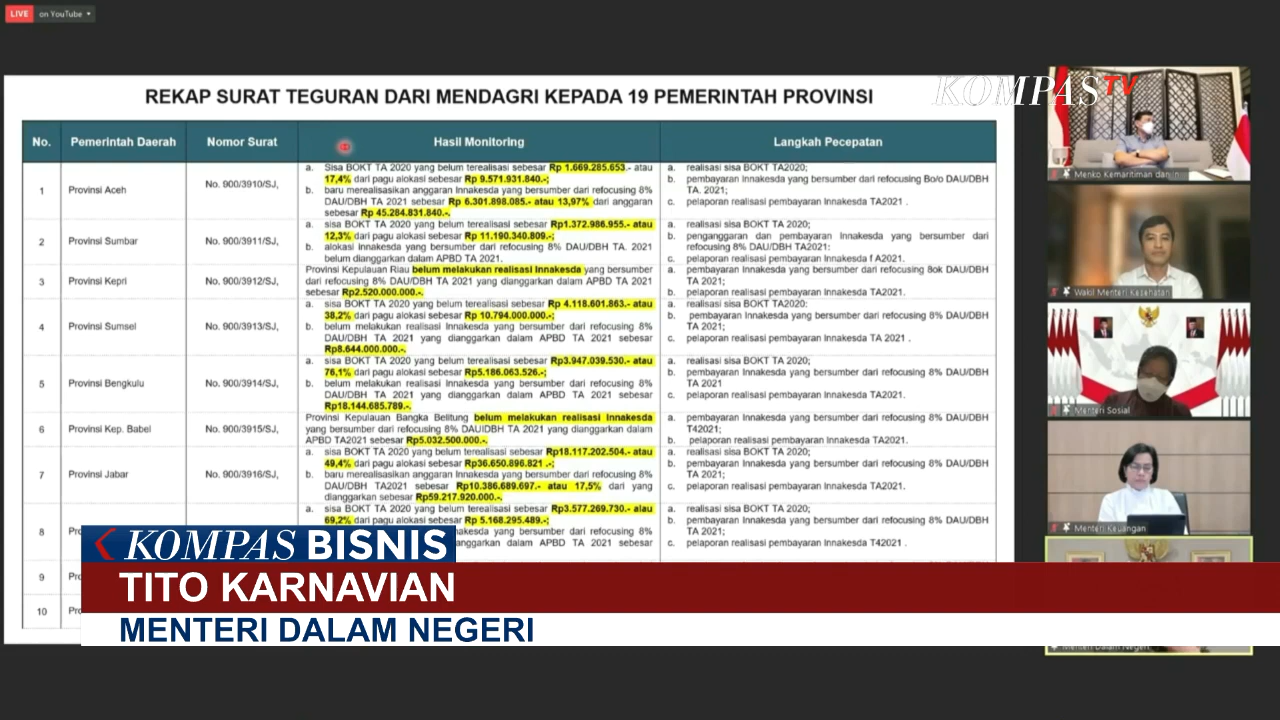 LIVE on YouTube
REKAP SURAT TEGURAN DARI MENDAGRI KEPADA 19 PEMERINTAH PROVINSI
KOMPAS TV
No. Pemerintah Daerah Nomor Surat Hasil Monitoring Langkah Pecepatan
1 Provinsi Aceh No. 900/3910/SJ,
a. Sisa BOKT TA 2020 yang belum terealisasi sebesar Rp 1.669.285.653.- atau
17,4% dari pagu alokasi sebesar Rp 9.571.931.840.-;
b. baru merealisasikan anggaran Innakesda yang bersumber dari refocusing 8%
DAU/DBH TA 2021 sebesar Rp 6.301.898.085.- atau 13,97% dari anggaran
sebesar Rp 45.284.831.840.-.
a. realisasi sisa BOKT TA2020;
b. pembayaran Innakesda yang bersumber dari refocusing Bo/o DAU/DBH
TA. 2021;
c. pelaporan realisasi pembayaran Innakesda TA2021 .
2 Provinsi Sumbar No. 900/3911/SJ,
a. sisa BOKT TA 2020 yang belum terealisasi sebesar Rp1.372.986.955.- atau
12,3% dari pagu alokasi sebesar Rp 11.190.340.809.-;
b. alokasi innakesda yang bersumber dari refocusing 8% DAU/DBH TA. 2021
belum dianggarkan dalam APBD TA 2021.
a. realisasi sisa BOKT TA 2020;
b. penganggaran dan pembayaran Innakesda yang bersumber dari
refocusing 8% DAU/DBH TA2021;
c. pelaporan realisasi pembayaran Innakesda f A2021.
3 Provinsi Kepri No. 900/3912/SJ,
Provinsi Kepulauan Riau belum melakukan realisasi Innakesda yang bersumber
dari refocusing 8% DAU/DBH TA 2021 yang dianggarkan dalam APBD TA 2021
sebesar Rp2.520.000.000.-.
a. pembayaran Innakesda yang bersumber dari refocusing 8ok DAU/DBH
TA 2021;
b. pelaporan realisasi pembayaran Innakesda TA2021.
4 Provinsi Sumsel No. 900/3913/SJ,
a. sisa BOKT TA 2020 yang belum terealisasi sebesar Rp 4.118.601.863.- atau
38,2% dari pagu alokasi sebesar Rp 10.794.000.000.-;
b. belum melakukan realisasi Innakesda yang bersumber dari refocusing 8%
DAU/DBH TA 2021 yang dianggarkan dalam APBD TA 2021 sebesar
Rp8.644.000.000.-.
a. realisasi sisa BOKT TA2020;
b. pembayaran Innakesda yang bersumber dari refocusing 8% DAU/DBH
TA 2021;
c. pelaporan realisasi pembayaran Innakesda TA 2021 .
5 Provinsi Bengkulu No. 900/3914/SJ,
a. sisa BOKT TA 2020 yang belum terealisasi sebesar Rp3.947.039.530.- atau
76,1% dari pagu alokasi sebesar Rp5.186.063.526.-;
b. belum melakukan realisasi Innakesda yang bersumber dari refocusing 8%
DAU/DBH TA 2021 yang dianggarkan dalam APBD TA 2021 sebesar
Rp18.144.685.789.-.
a. realisasi sisa BOKT TA 2020;
b. pembayaran Innakesda yang bersumber dari refocusing 8% DAU/DBH
TA 2021
c. pelaporan realisasi pembayaran Innakesda TA2021.
6 Provinsi Kep. Babel No. 900/3915/SJ,
Provinsi Kepulauan Bangka Belitung belum melakukan realisasi Innakesda
yang bersumber dari refocusing 8% DAUIDBH TA 2021 yang dianggarkan dalam
APBD TA2021 sebesar Rp5.032.500.000.-.
a. pembayaran Innakesda yang bersumber dari refocusing 8% DAU/DBH
T42021;
b. pelaporan realisasi pembayaran Innakesda TA2021.
7 Provinsi Jabar No. 900/3916/SJ,
a. sisa BOKT TA 2020 yang belum terealisasi sebesar Rp18.117.202.504.- atau
49,4% dari pagu alokasi sebesar Rp36.650.896.821 .-;
b. baru merealisasikan anggaran Innakesda yang bersumber dari refocusing 8%
DAU/DBH TA2021 sebesar Rp10.386.689.697.- atau 17,5% dari yang
dianggarkan sebesar Rp59.217.920.000.-.
a. realisasi sisa BOKT TA 2020;
b. pembayaran Innakesda yang bersumber dari refocusing 8% DAU/DBH
TA 2021;
c. pelaporan realisasi pembayaran Innakesda TA2021.
8
a. sisa BOKT TA 2020 yang belum terealisasi sebesar Rp3.577.269.730.- alau
69,2% dari pagu alokasi sebesar Rp 5.168.295.489.-;
Innakesda yang bersumber dari refocusing 8%
dianggarkan dalam APBD TA 2021 sebesar
a. realisasi sisa BOKT TA 2020;
b. pembayaran Innakesda yang bersumber dari refocusing 8% DAU/DBH
TA 2021;
c. pelaporan realisasi pembayaran Innakesda T42021 .
9
10
Menko Kemaritiman dan
Wakil Menteri Kesehatan
Menteri Sosial
Menteri Keuangan
Menteri Dalam Negeri
KOMPAS BISNIS
TITO KARNAVIAN
MENTERI DALAM NEGERI